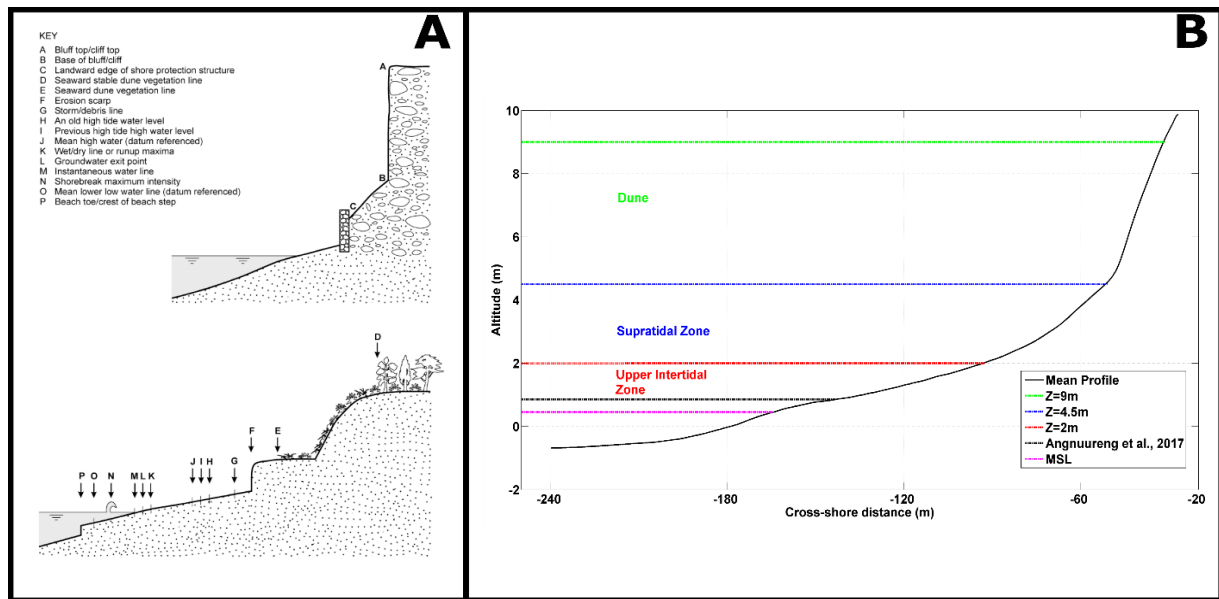 A
KEY
A Bluff top/cliff top
B Base of bluff/cliff
C Landward edge of shore protection structure
D Seaward stable dune vegetation line
E Seaward dune vegetation line
F Erosion scarp
G Storm/debris line
H An old high tide water level
I Previous high tide high water level
J Mean high water (datum referenced)
K Wet/dry line or runup maxima
L Groundwater exit point
M Instantaneous water line
N Shorebreak maximum intensity
O Mean lower low water line (datum referenced)
P Beach toe/crest of beach step
A
B
C
D
F E
P O N M L K J I H G
B
10
8
6
4
2
0
-2
Altitude (m)
Dune
Supratidal Zone
Upper Intertidal
Zone
Mean Profile
Z=9m
Z=4.5m
Z=2m
Angnuureng et al., 2017
MSL
-240 -180 -120 -60 -20
Cross-shore distance (m)